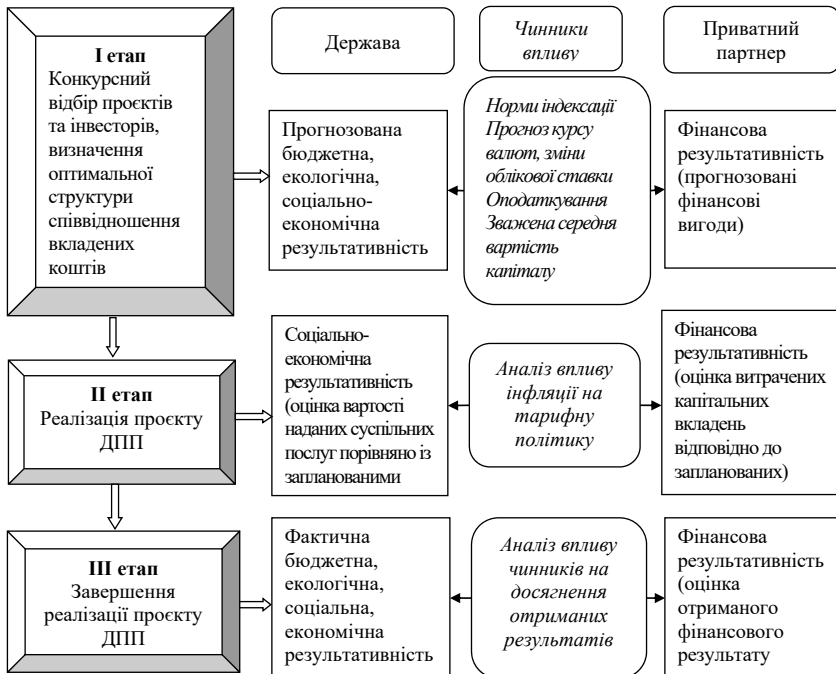 І етап
Конкурсний
відбір проєктів
та інвесторів,
визначення
оптимальної
структури
співвідношення
вкладених
коштів
Держава
Чинники
впливу
Приватний
партнер
Прогнозована
бюджетна,
екологічна,
соціально-
економічна
результативність
Норми індексації
Прогноз курсу
валют, зміни
облікової ставки
Оподаткування
Зважена середня
вартість
капіталу
Фінансова
результативність
(прогнозовані
фінансові
вигоди)
ІІ етап
Реалізація проєкту
ДПП
Соціально-
економічна
результативність
(оцінка вартості
наданих суспільних
послуг порівняно із
запланованими
Аналіз впливу
інфляції на
тарифну
політику
Фінансова
результативність
(оцінка витрачених
капітальних
вкладень
відповідно до
запланованих)
ІІІ етап
Завершення
реалізації проєкту
ДПП
Фактична
бюджетна,
екологічна,
соціальна,
економічна
результативність
Аналіз впливу
чинників на
досягнення
отриманих
результатів
Фінансова
результативність
(оцінка
отриманого
фінансового
результату